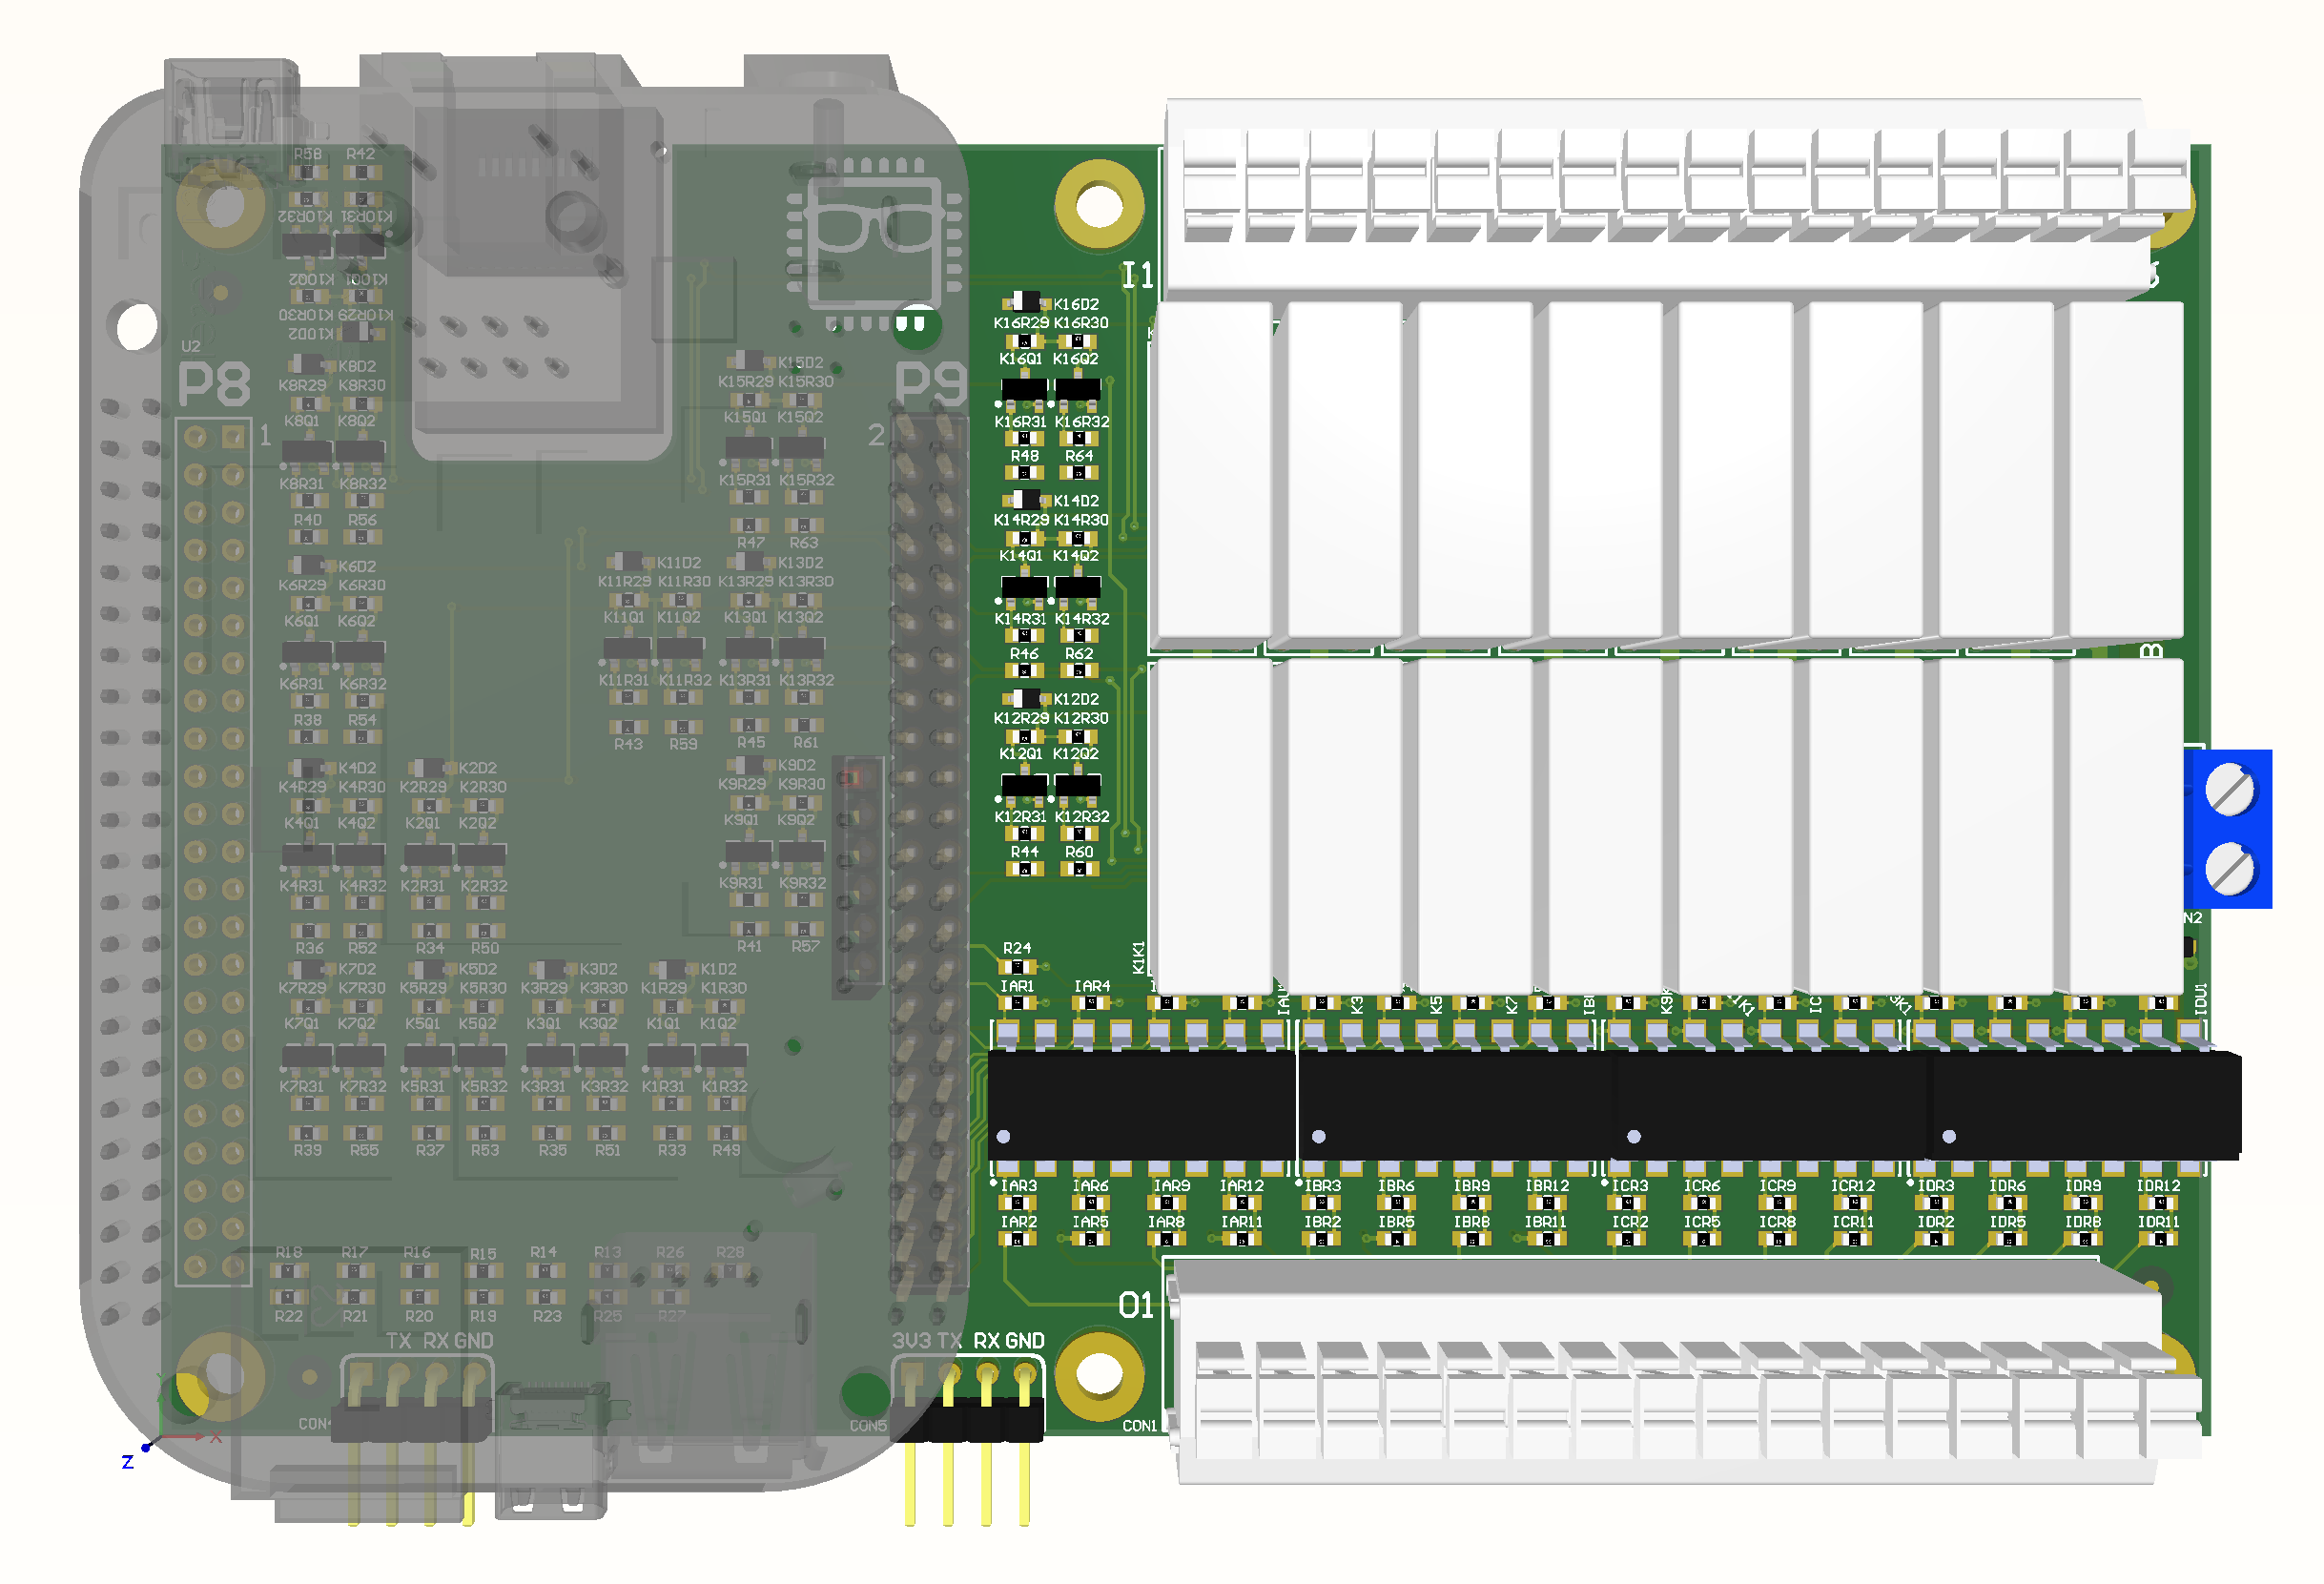 R58 R42
K10R32 K10R31
K10Q2 K10Q1
K10R30 K10R29
K10D2
U2
P8
1
K8D2
K8R29 K8R30
K8Q1 K8Q2
K8R31 K8R32
R40 R56
K6D2
K6R29 K6R30
K6Q1 K6Q2
K6R31 K6R32
R38 R54
K4D2 K2D2
K4R29 K4R30 K2R29 K2R30
K4Q1 K4Q2 K2Q1 K2Q2
K4R31 K4R32 K2R31 K2R32
R36 R52 R34 R50
K7D2 K5D2 K3D2 K1D2
K7R29 K7R30 K5R29 K5R30 K3R29 K3R30 K1R29 K1R30
K7Q1 K7Q2 K5Q1 K5Q2 K3Q1 K3Q2 K1Q1 K1Q2
K7R31 K7R32 K5R31 K5R32 K3R31 K3R32 K1R31 K1R32
R39 R55 R37 R53 R35 R51 R33 R49
P9
2
K15D2
K15R29 K15R30
K15Q1 K15Q2
K15R31 K15R32
R47 R63
K11D2 K13D2
K11R29 K11R30 K13R29 K13R30
K11Q1 K11Q2 K13Q1 K13Q2
K11R31 K11R32 K13R31 K13R32
R43 R59 R45 R61
K9D2
K9R29 K9R30
K9Q1 K9Q2
K9R31 K9R32
R41 R57
I1
K16D2
K16R29 K16R30
K16Q1 K16Q2
K16R31 K16R32
R48 R64
K14D2
K14R29 K14R30
K14Q1 K14Q2
K14R31 K14R32
R46 R62
K12D2
K12R29 K12R30
K12Q1 K12Q2
K12R31 K12R32
R44 R60
B
N2
R24
K1K1
IAR1 IAR4
K3 K5 K7 K9 IDU1
IAR3 IAR6 IAR9 IAR12 IBR3 IBR6 IBR9 IBR12 ICR3 ICR6 ICR9 ICR12 IDR3 IDR6 IDR9 IDR12
IAR2 IAR5 IAR8 IAR11 IBR2 IBR5 IBR8 IBR11 ICR2 ICR5 ICR8 ICR11 IDR2 IDR5 IDR8 IDR11
R18 R17 R16 R15 R14 R13 R26 R28
R22 R21 R20 R19 R23 R25 R27
O1
TX RX GND
3V3 TX RX GND
CON4 CON5 CON1
X
Y
Z